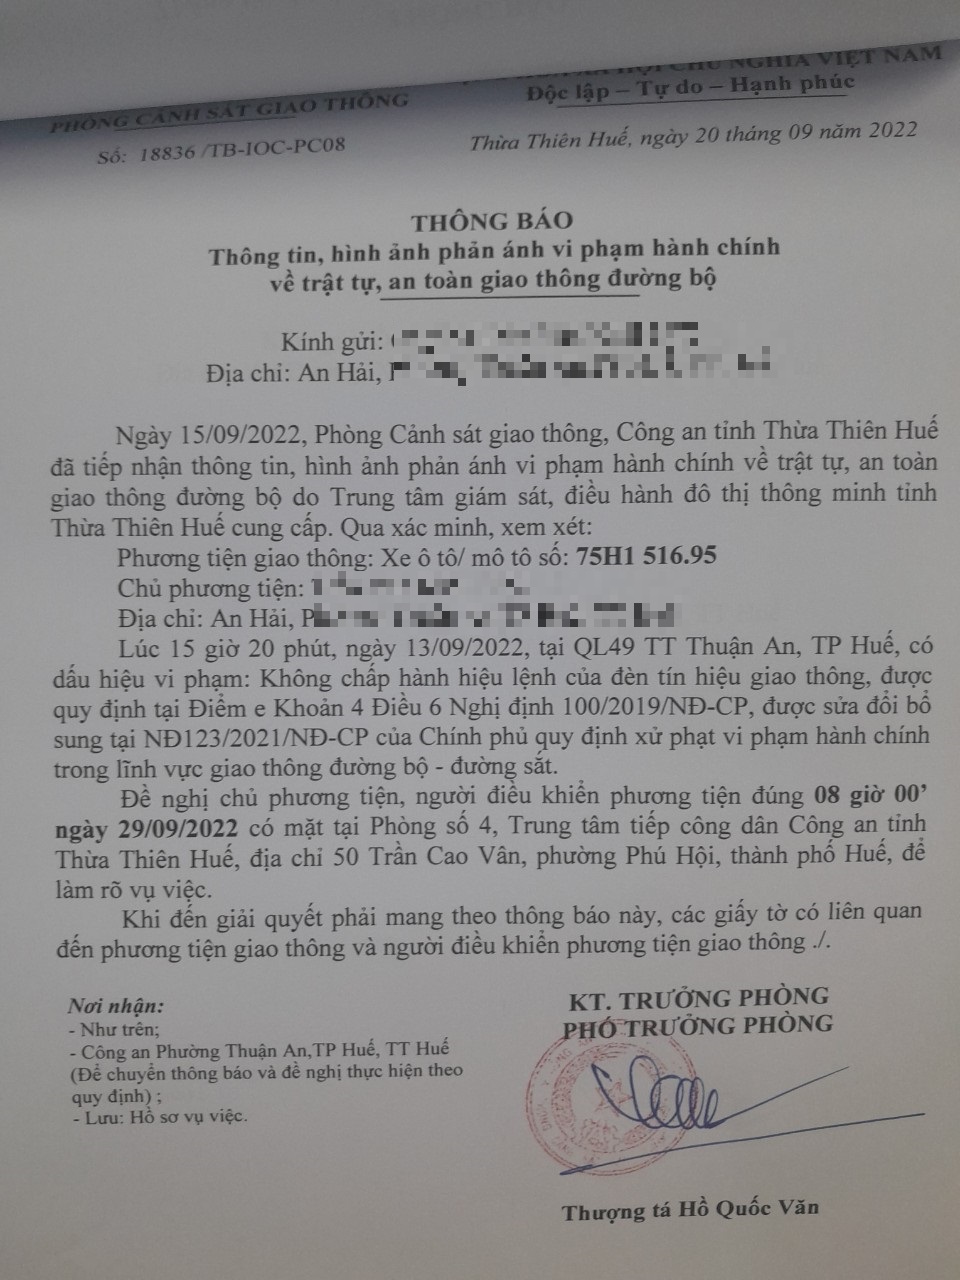 HỘI CHỦ NGHĨA VIỆT NAM
PHÒNG CẢNH SÁT GIAO THÔNG
Độc lập – Tự do – Hạnh phúc
Số: 18836 /TB-IOC-PC08
Thừa Thiên Huế, ngày 20 tháng 09 năm 2022
THÔNG BÁO
Thông tin, hình ảnh phản ánh vi phạm hành chính
về trật tự, an toàn giao thông đường bộ
Kính gửi:
Địa chỉ: An Hải,
Ngày 15/09/2022, Phòng Cảnh sát giao thông, Công an tỉnh Thừa Thiên Huế
đã tiếp nhận thông tin, hình ảnh phản ánh vi phạm hành chính về trật tự, an toàn
giao thông đường bộ do Trung tâm giám sát, điều hành đô thị thông minh tỉnh
Thừa Thiên Huế cung cấp. Qua xác minh, xem xét:
Phương tiện giao thông: Xe ô tô/ mô tô số: 75H1 516.95
Chủ phương tiện:
Địa chỉ: An Hải,
Lúc 15 giờ 20 phút, ngày 13/09/2022, tại QL49 TT Thuận An, TP Huế, có
dấu hiệu vi phạm: Không chấp hành hiệu lệnh của đèn tín hiệu giao thông, được
quy định tại Điểm e Khoản 4 Điều 6 Nghị định 100/2019/NĐ-CP, được sửa đổi bổ
sung tại NĐ123/2021/NĐ-CP của Chính phủ quy định xử phạt vi phạm hành chính
trong lĩnh vực giao thông đường bộ - đường sắt.
Đề nghị chủ phương tiện, người điều khiển phương tiện đúng 08 giờ 00’
ngày 29/09/2022 có mặt tại Phòng số 4, Trung tâm tiếp công dân Công an tỉnh
Thừa Thiên Huế, địa chỉ 50 Trần Cao Vân, phường Phú Hội, thành phố Huế, để
làm rõ vụ việc.
Khi đến giải quyết phải mang theo thông báo này, các giấy tờ có liên quan
đến phương tiện giao thông và người điều khiển phương tiện giao thông ./.
Nơi nhận:
- Như trên;
- Công an Phường Thuận An,TP Huế, TT Huế
(Để chuyển thông báo và đề nghị thực hiện theo
quy định) ;
- Lưu: Hồ sơ vụ việc.
KT. TRƯỞNG PHÒNG
PHÓ TRƯỞNG PHÒNG
Thượng tá Hồ Quốc Văn